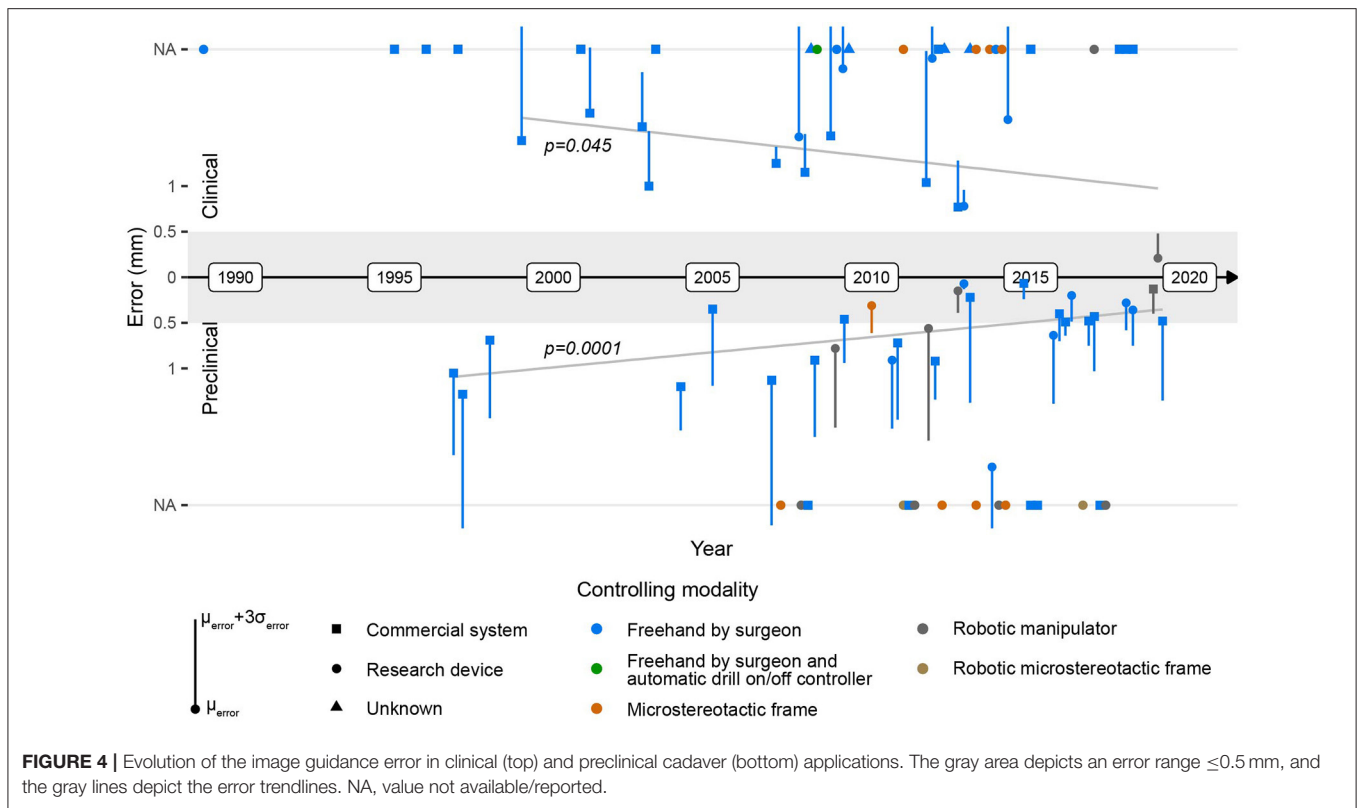 NA
p=0.045
Clinical
1
0.5
0
1990
1995
2000
2005
2010
2015
2020
Error (mm)
0.5
p=0.0001
1
Preclinical
NA
Year
Controlling modality
μerror+3σerror
μerror
Commercial system
Research device
Unknown
Freehand by surgeon
Freehand by surgeon and
automatic drill on/off controller
Microstereotactic frame
Robotic manipulator
Robotic microstereotactic frame
FIGURE 4 | Evolution of the image guidance error in clinical (top) and preclinical cadaver (bottom) applications. The gray area depicts an error range ≤0.5 mm, and
the gray lines depict the error trendlines. NA, value not available/reported.